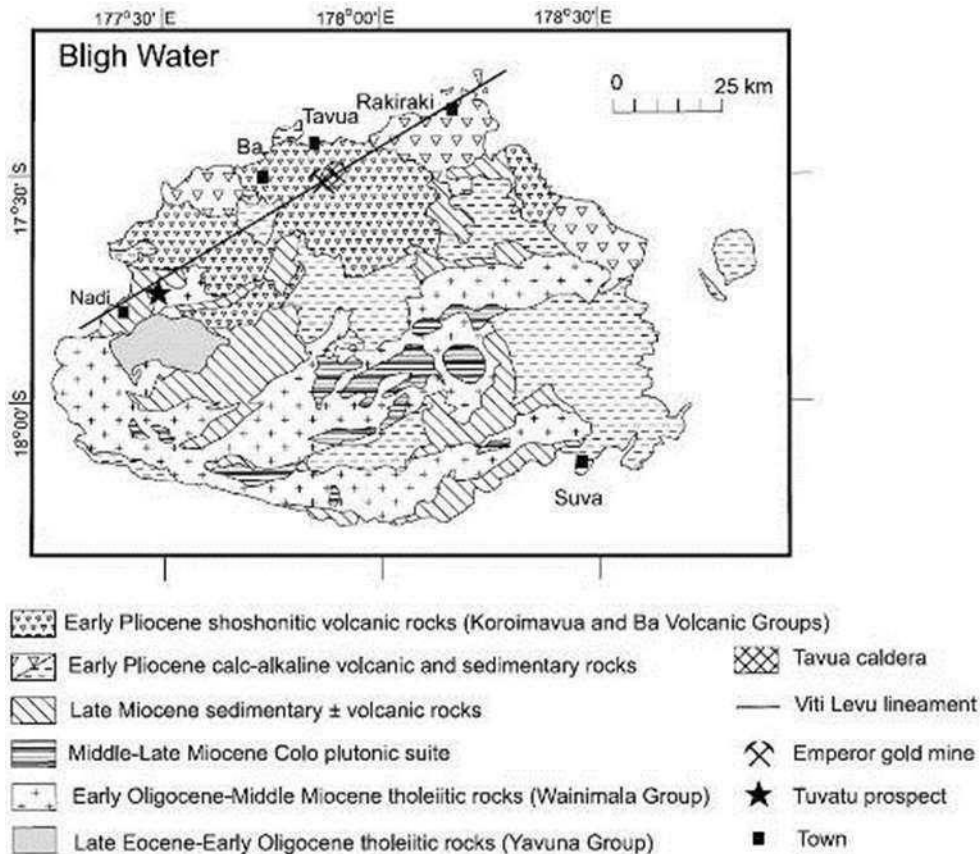 177°30' E
178°00' E
178°30' E
Bligh Water
0
25 km
Rakiraki
Tavua
Ba
17°30' S
Nadi
18°00' S
Suva
Early Pliocene shoshonitic volcanic rocks (Koroimavua and Ba Volcanic Groups)
Early Pliocene calc-alkaline volcanic and sedimentary rocks
Tavua caldera
Late Miocene sedimentary ± volcanic rocks
Viti Levu lineament
Middle-Late Miocene Colo plutonic suite
Emperor gold mine
Early Oligocene-Middle Miocene tholeiitic rocks (Wainimala Group)
Tuvatu prospect
Late Eocene-Early Oligocene tholeiitic rocks (Yavuna Group)
Town